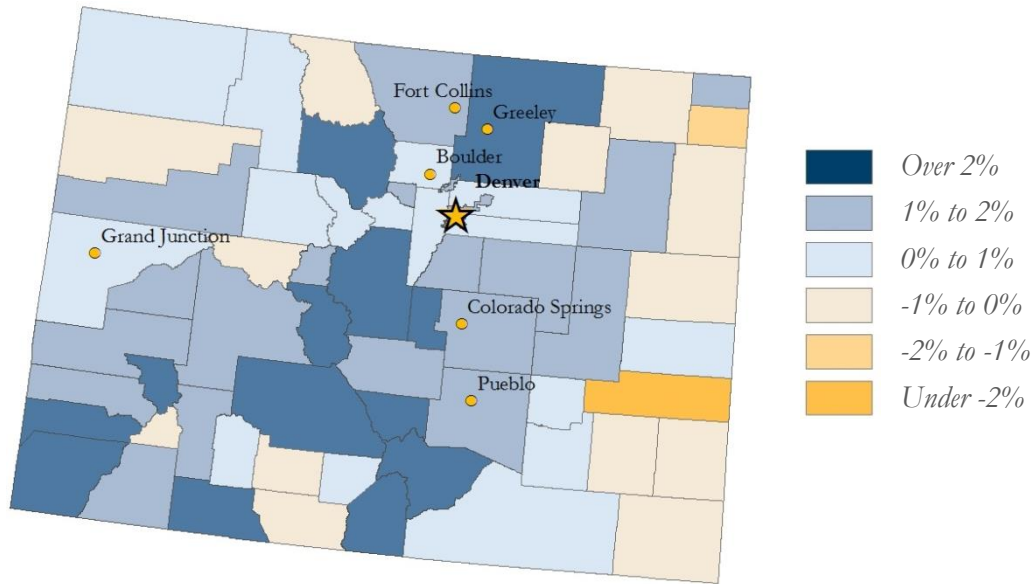 Fort Collins
Greeley
Boulder
Denver
Grand Junction
Colorado Springs
Pueblo
Over 2%
1% to 2%
0% to 1%
-1% to 0%
-2% to -1%
Under -2%